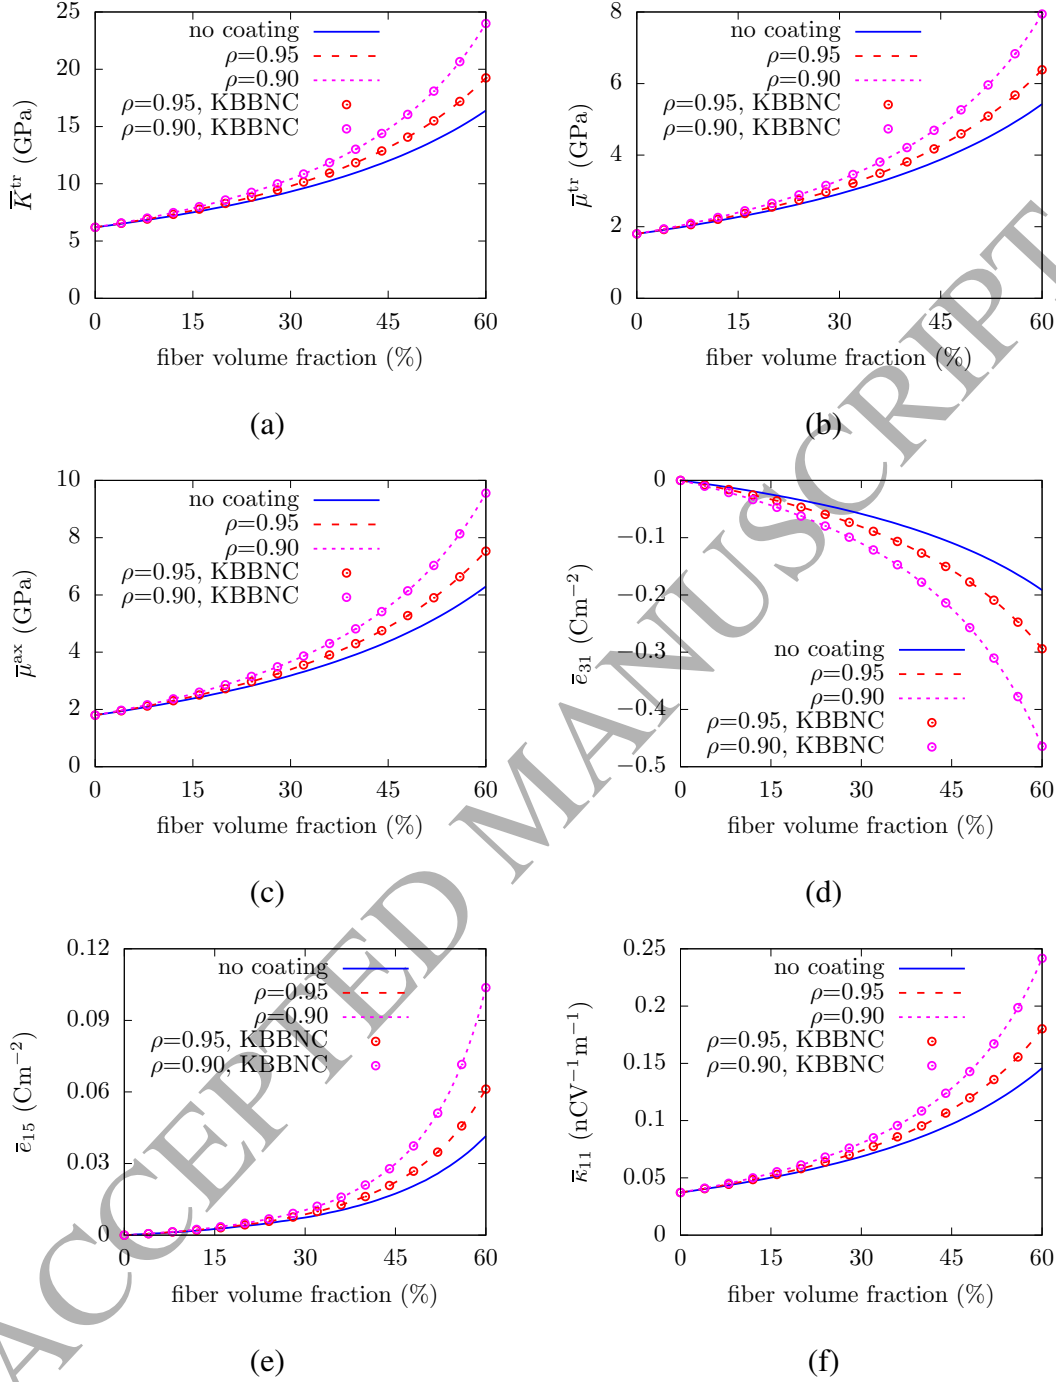 no coating
ρ=0.95
ρ=0.90
ρ=0.95, KBBNC
ρ=0.90, KBBNC
30
25
20
15
10
5
0
K̅ᵗʳ (GPa)
0 15 30 45 60
fiber volume fraction (%)
(a)
no coating
ρ=0.95
ρ=0.90
ρ=0.95, KBBNC
ρ=0.90, KBBNC
8
6
4
2
0
μ̅ᵗʳ (GPa)
0 15 30 45 60
fiber volume fraction (%)
(b)
no coating
ρ=0.95
ρ=0.90
ρ=0.95, KBBNC
ρ=0.90, KBBNC
10
8
6
4
2
0
μ̅ᵃˣ (GPa)
0 15 30 45 60
fiber volume fraction (%)
(c)
0
−0.1
−0.2
−0.3
−0.4
−0.5
e̅₃₁ (Cm⁻²)
no coating
ρ=0.95
ρ=0.90
ρ=0.95, KBBNC
ρ=0.90, KBBNC
0 15 30 45 60
fiber volume fraction (%)
(d)
no coating
ρ=0.95
ρ=0.90
ρ=0.95, KBBNC
ρ=0.90, KBBNC
0.12
0.09
0.06
0.03
0
e̅₁₅ (Cm⁻²)
0 15 30 45 60
fiber volume fraction (%)
(e)
no coating
ρ=0.95
ρ=0.90
ρ=0.95, KBBNC
ρ=0.90, KBBNC
0.25
0.2
0.15
0.1
0.05
0
κ̅₁₁ (nCV⁻¹m⁻¹)
0 15 30 45 60
fiber volume fraction (%)
(f)
ACCEPTED MANUSCRIPT